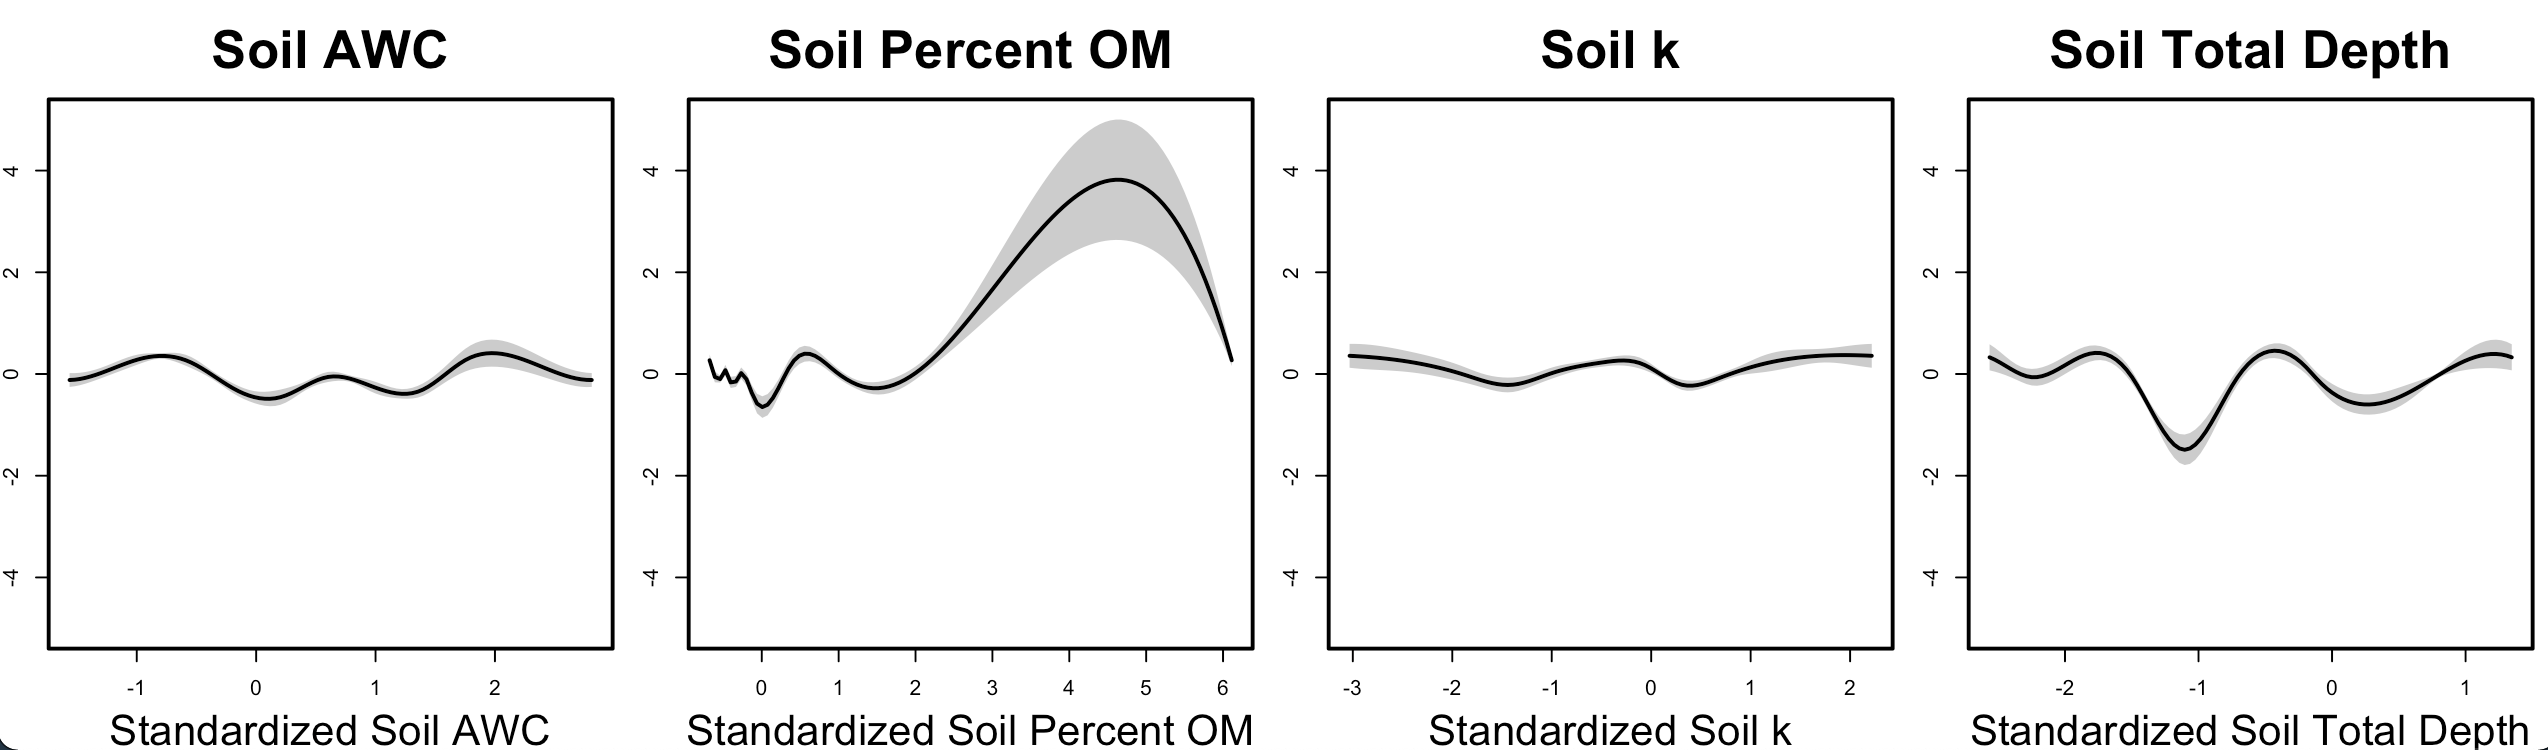 Soil AWC
4
2
0
-2
-4
-1 0 1 2
Standardized Soil AWC
Soil Percent OM
4
2
0
-2
-4
0 1 2 3 4 5 6
Standardized Soil Percent OM
Soil k
4
2
0
-2
-4
-3 -2 -1 0 1 2
Standardized Soil k
Soil Total Depth
4
2
0
-2
-4
-2 -1 0 1
Standardized Soil Total Depth